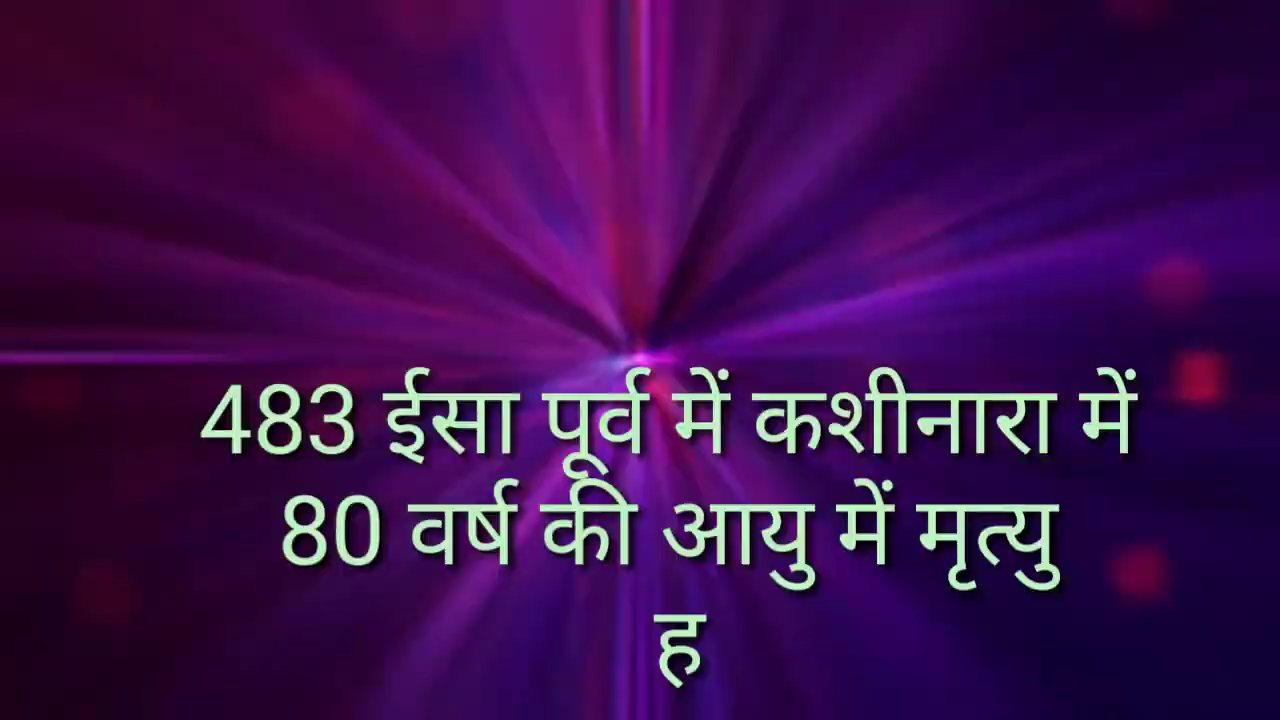 483 ईसा पूर्व में कशीनारा में
80 वर्ष की आयु में मृत्यु
ह